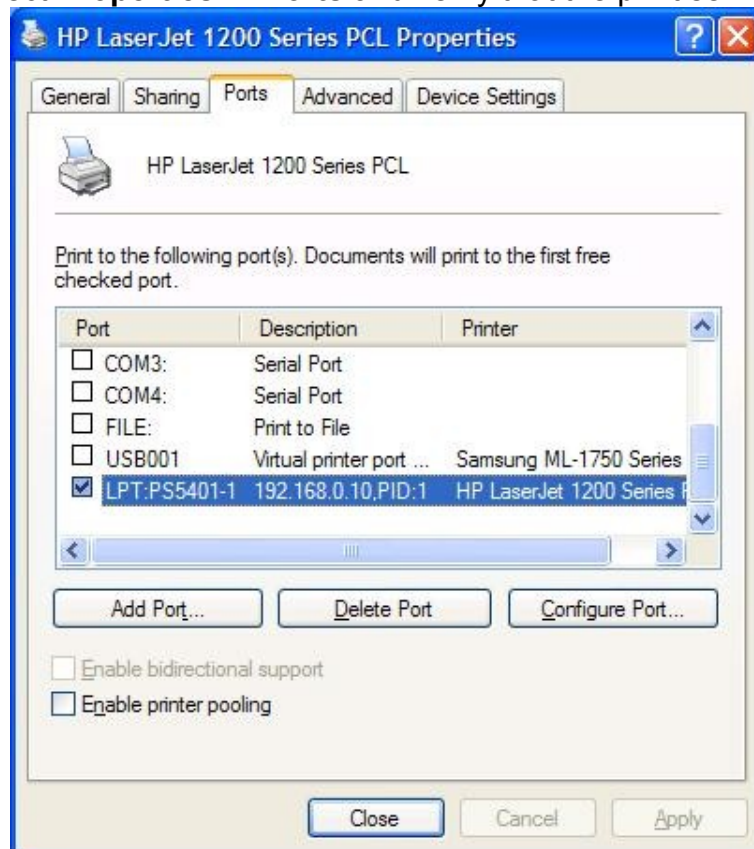 HP LaserJet 1200 Series PCL Properties
General Sharing Ports Advanced Device Settings
HP LaserJet 1200 Series PCL
Print to the following port(s). Documents will print to the first free
checked port.
Port Description Printer
COM3: Serial Port
COM4: Serial Port
FILE: Print to File
USB001 Virtual printer port ... Samsung ML-1750 Series
LPT:PS5401-1 192.168.0.10,PID:1 HP LaserJet 1200 Series
Add Port... Delete Port Configure Port...
Enable bidirectional support
Enable printer pooling
Close Cancel Apply